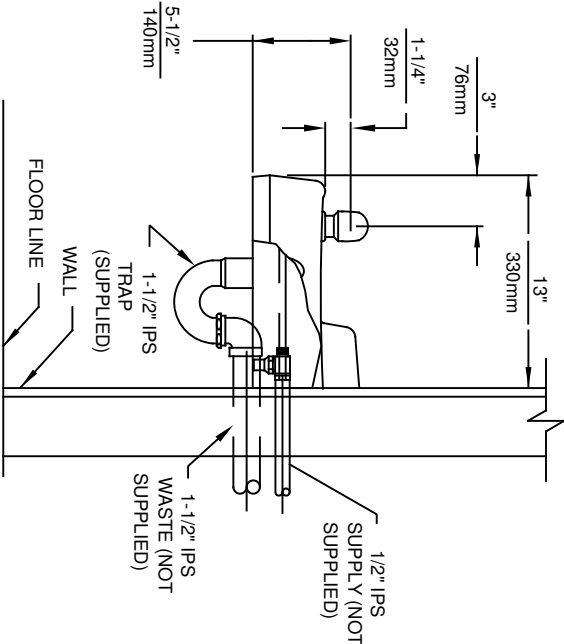 3"
76mm
13"
330mm
1-1/4"
32mm
5-1/2"
140mm
FLOOR LINE
WALL
1-1/2" IPS
TRAP
(SUPPLIED)
1-1/2" IPS
WASTE (NOT
SUPPLIED)
1/2" IPS
SUPPLY (NOT
SUPPLIED)